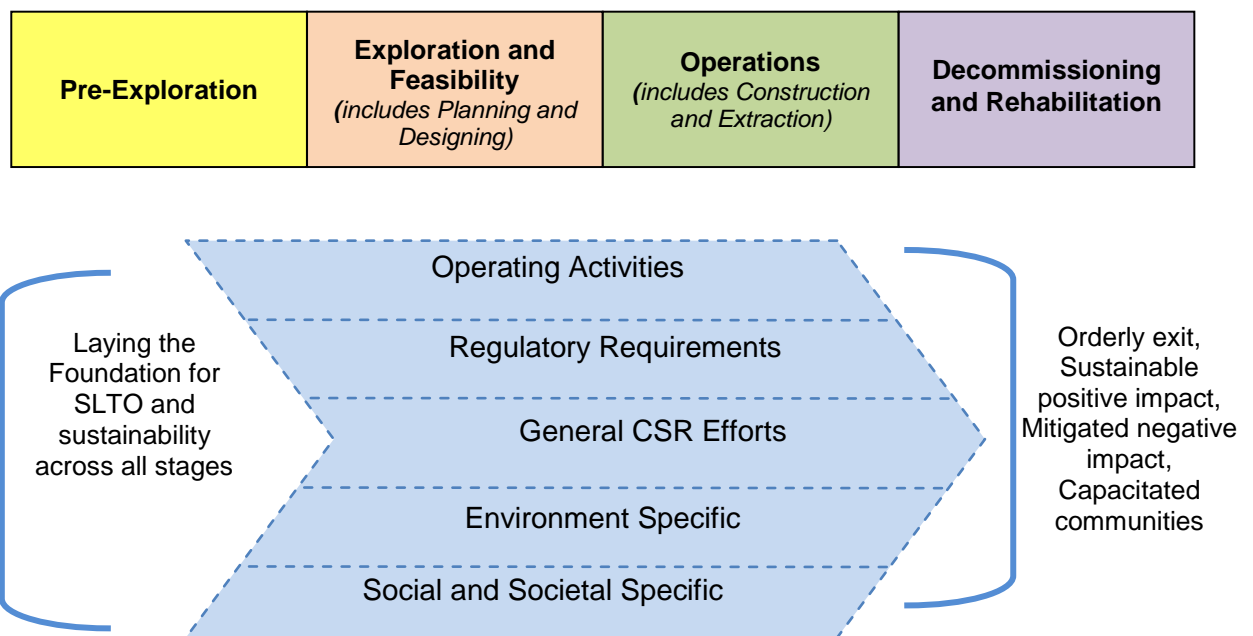 Pre-Exploration
Exploration and
Feasibility
(includes Planning and
Designing)
Operations
(includes Construction
and Extraction)
Decommissioning
and Rehabilitation
Laying the
Foundation for
SLTO and
sustainability
across all stages
Operating Activities
Regulatory Requirements
General CSR Efforts
Environment Specific
Social and Societal Specific
Orderly exit,
Sustainable
positive impact,
Mitigated negative
impact,
Capacitated
communities